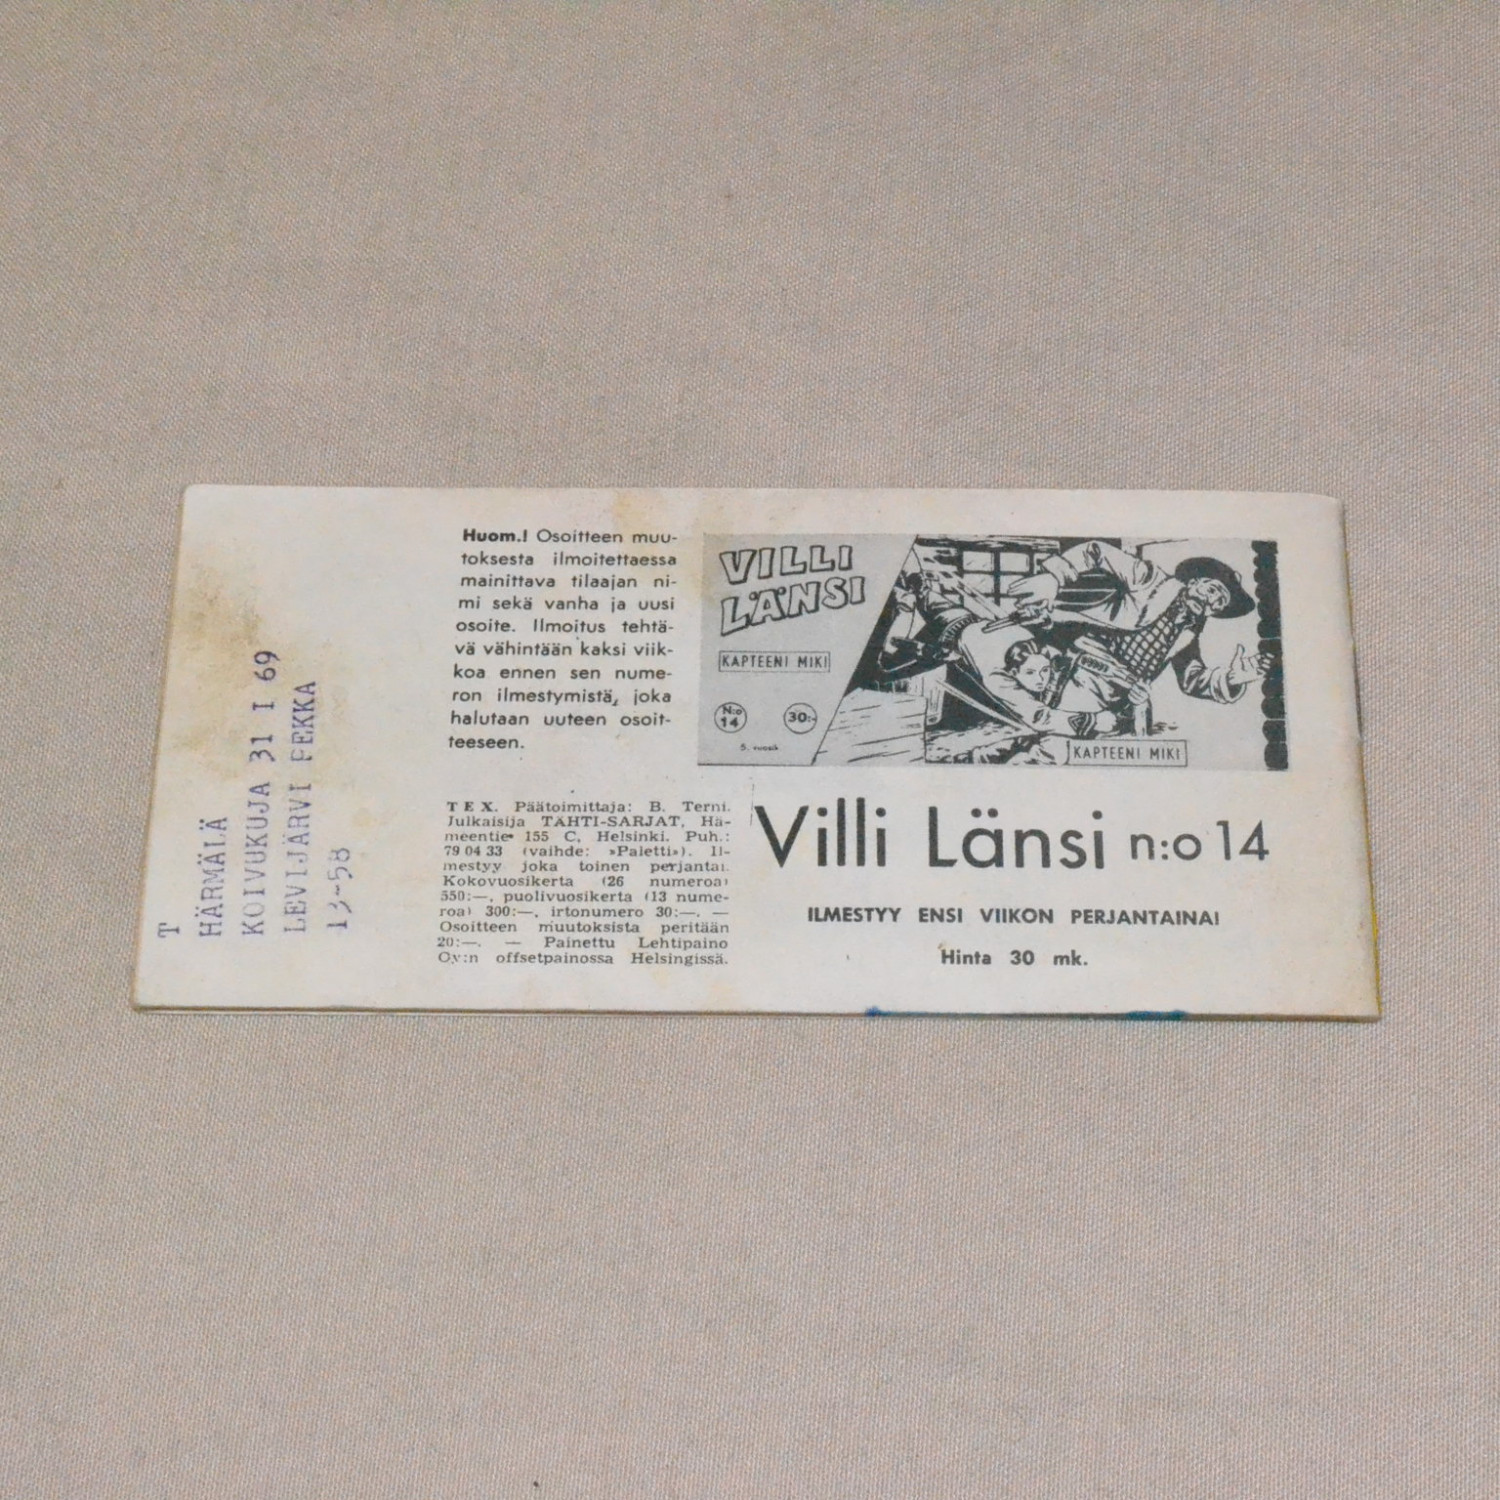 T
HÄRMÄLÄ
KOIVUKUJA 31 I 69
LEVIJÄRVI PEKKA
13-58
Huom.! Osoitteen muu-
toksesta ilmoitettaessa
mainittava tilaajan ni-
mi sekä vanha ja uusi
osoite. Ilmoitus tehtä-
vä vähintään kaksi viik-
koa ennen sen nume-
ron ilmestymistä, joka
halutaan uuteen osoit-
teeseen.
TEX. Päätoimittaja: B. Terni.
Julkaisija TÄHTI-SARJAT, Hä-
meentie 155 C, Helsinki. Puh.:
79 04 33 (vaihde: »Paletti»). Il-
mestyy joka toinen perjantai.
Kokovuosikerta (26 numeroa)
550:—, puolivuosikerta (13 nume-
roa) 300:—, irtonumero 30:—. —
Osoitteen muutoksista peritään
20:—. — Painettu Lehtipaino
Oy:n offsetpainossa Helsingissä.
VILLI
LÄNSI
KAPTEENI MIKI
N:o
14
30:-
5. vuosik.
KAPTEENI MIKI
Villi Länsi n:o 14
ILMESTYY ENSI VIIKON PERJANTAINA!
Hinta 30 mk.